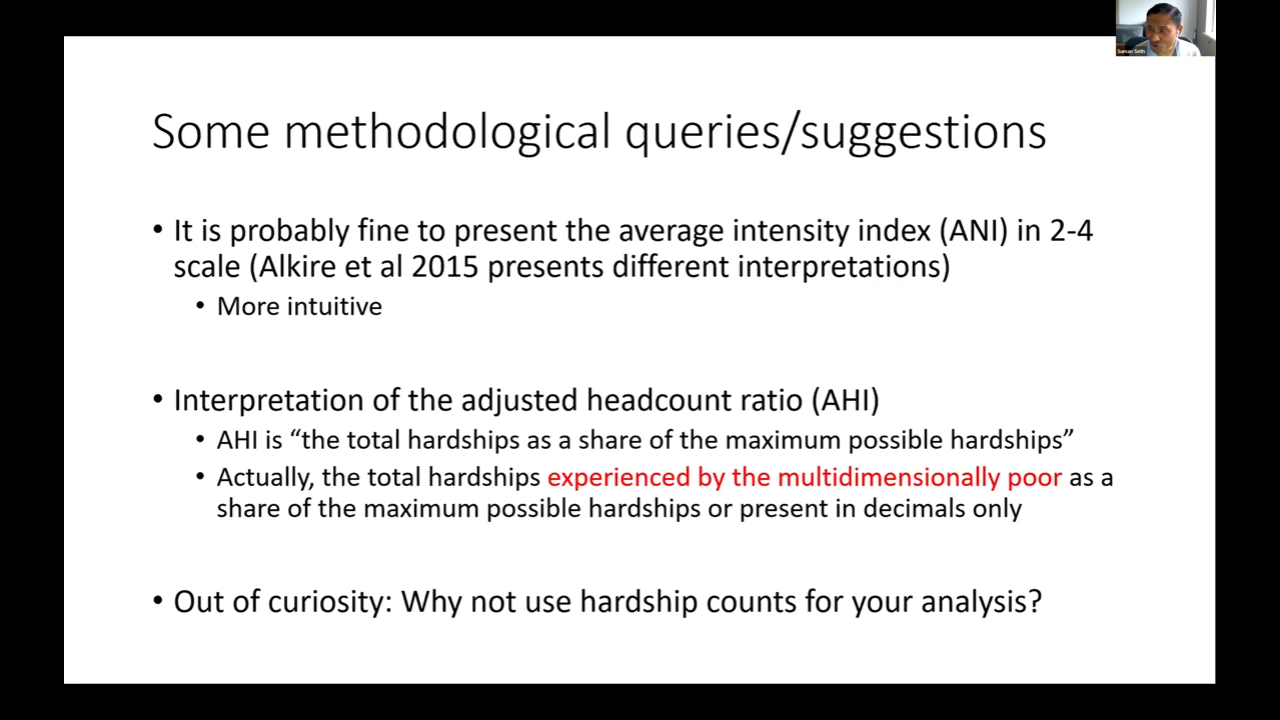 Suman Seth
Some methodological queries/suggestions
• It is probably fine to present the average intensity index (ANI) in 2-4
scale (Alkire et al 2015 presents different interpretations)
• More intuitive
• Interpretation of the adjusted headcount ratio (AHI)
• AHI is “the total hardships as a share of the maximum possible hardships”
• Actually, the total hardships experienced by the multidimensionally poor as a
share of the maximum possible hardships or present in decimals only
• Out of curiosity: Why not use hardship counts for your analysis?